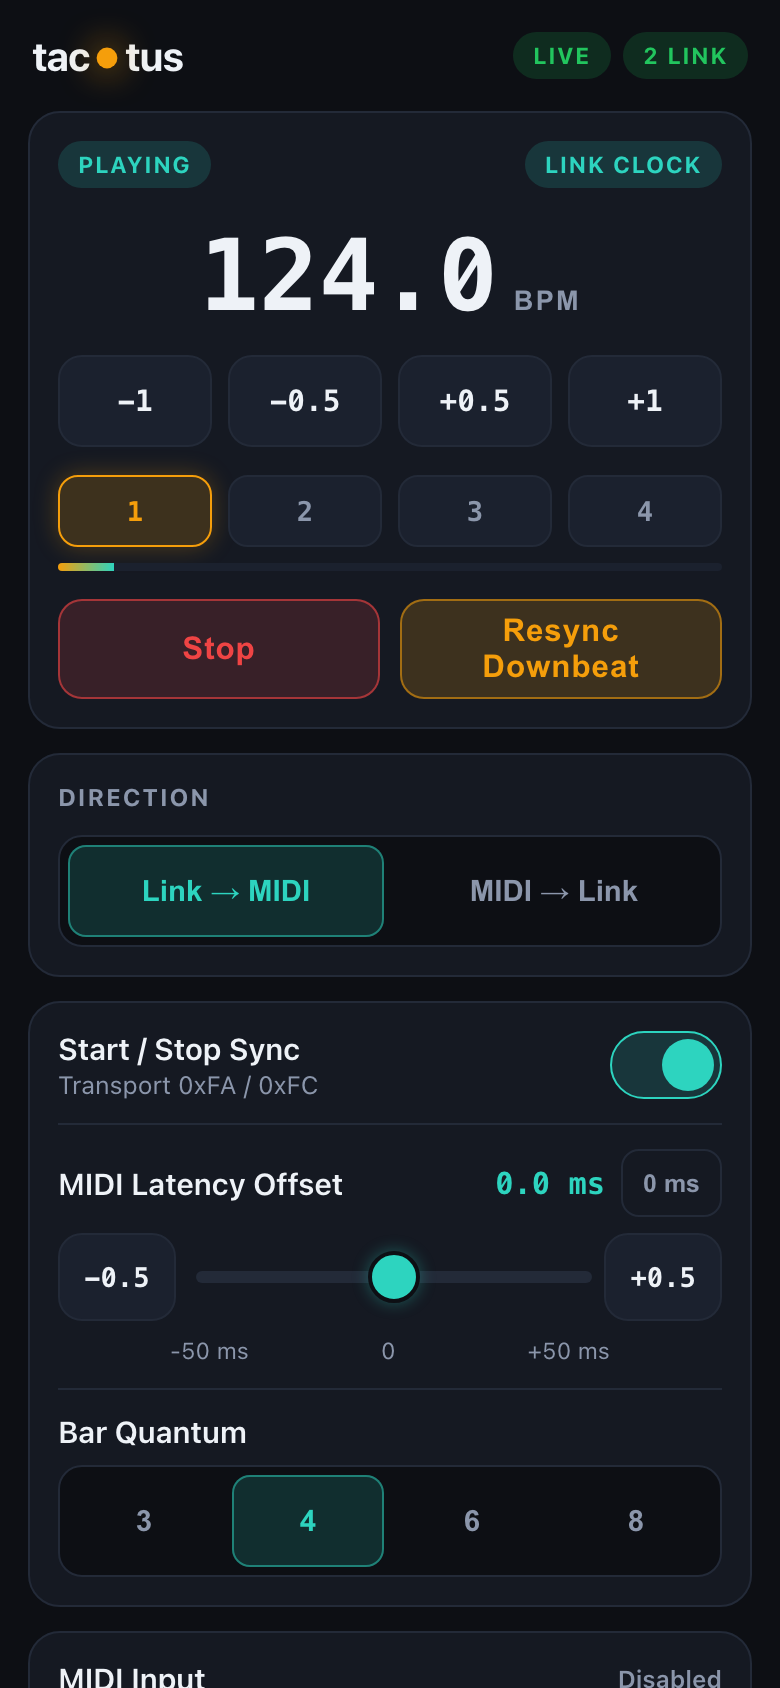 tac●tus
LIVE
2 LINK
PLAYING
LINK CLOCK
124.0 BPM
−1
−0.5
+0.5
+1
1
2
3
4
Stop
Resync
Downbeat
DIRECTION
Link → MIDI
MIDI → Link
Start / Stop Sync
Transport 0xFA / 0xFC
MIDI Latency Offset
0.0 ms
0 ms
−0.5
+0.5
-50 ms
0
+50 ms
Bar Quantum
3
4
6
8
MIDI Input
Disabled